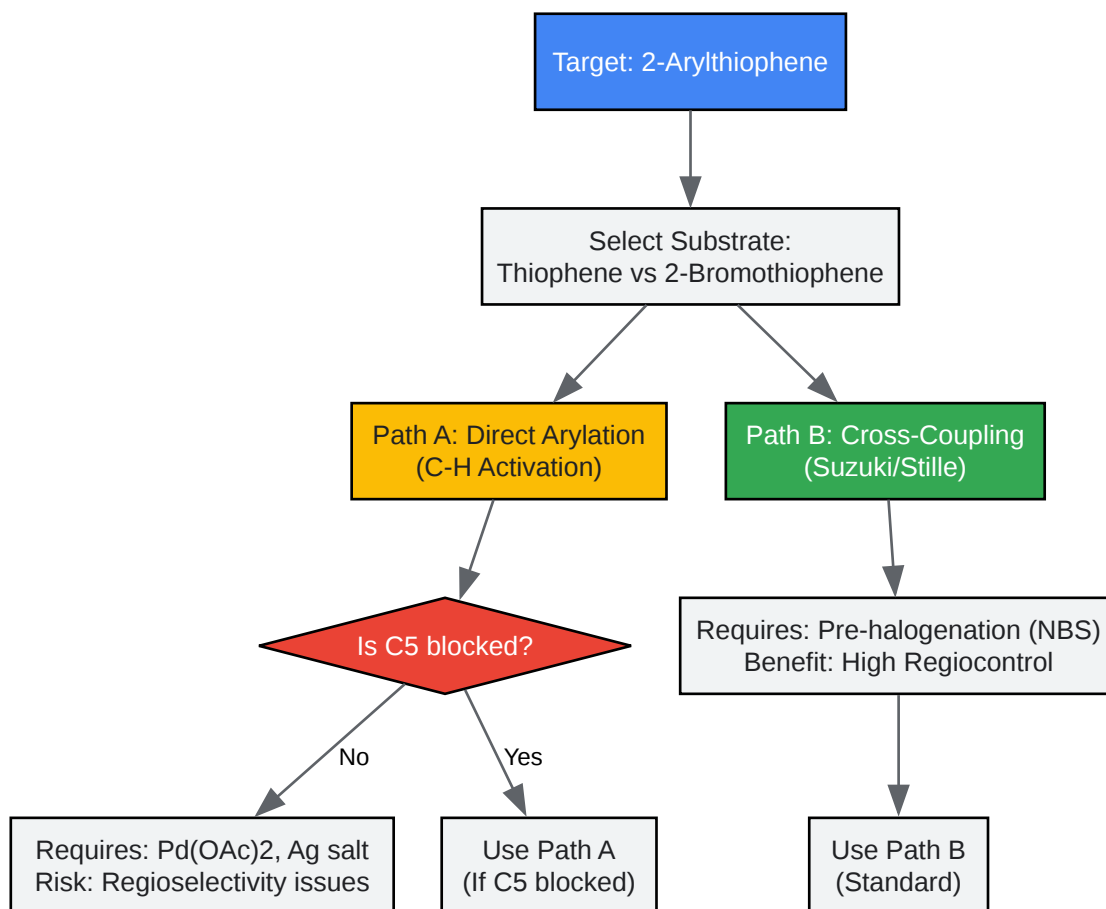 Target: 2-Arylthiophene
Select Substrate:
Thiophene vs 2-Bromothiophene
Path A: Direct Arylation
(C-H Activation)
Path B: Cross-Coupling
(Suzuki/Stille)
Is C5 blocked?
Requires: Pre-halogenation (NBS)
Benefit: High Regiocontrol
No
Yes
Requires: Pd(OAc)2, Ag salt
Risk: Regioselectivity issues
Use Path A
(If C5 blocked)
Use Path B
(Standard)